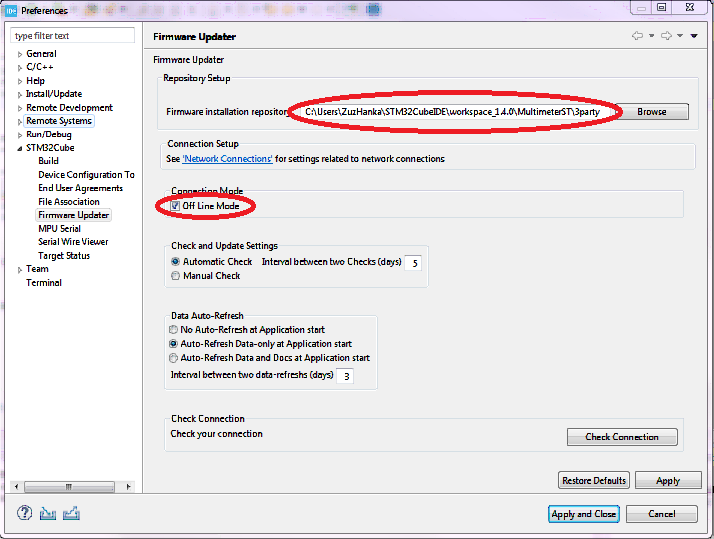 IDE Preferences
type filter text
General
C/C++
Help
Install/Update
Remote Development
Remote Systems
Run/Debug
STM32Cube
Build
Device Configuration To
End User Agreements
File Association
Firmware Updater
MPU Serial
Serial Wire Viewer
Target Status
Team
Terminal
Firmware Updater
Firmware Updater
Repository Setup
Firmware installation repository C:\Users\ZuzHanka\STM32CubeIDE\workspace_1.4.0\MultimeterST\3party Browse
Connection Setup
See 'Network Connections' for settings related to network connections
Connection Mode
Off Line Mode
Check and Update Settings
Automatic Check Interval between two Checks (days) 5
Manual Check
Data Auto-Refresh
No Auto-Refresh at Application start
Auto-Refresh Data-only at Application start
Auto-Refresh Data and Docs at Application start
Interval between two data-refreshs (days) 3
Check Connection
Check your connection
Check Connection
Restore Defaults Apply
Apply and Close Cancel